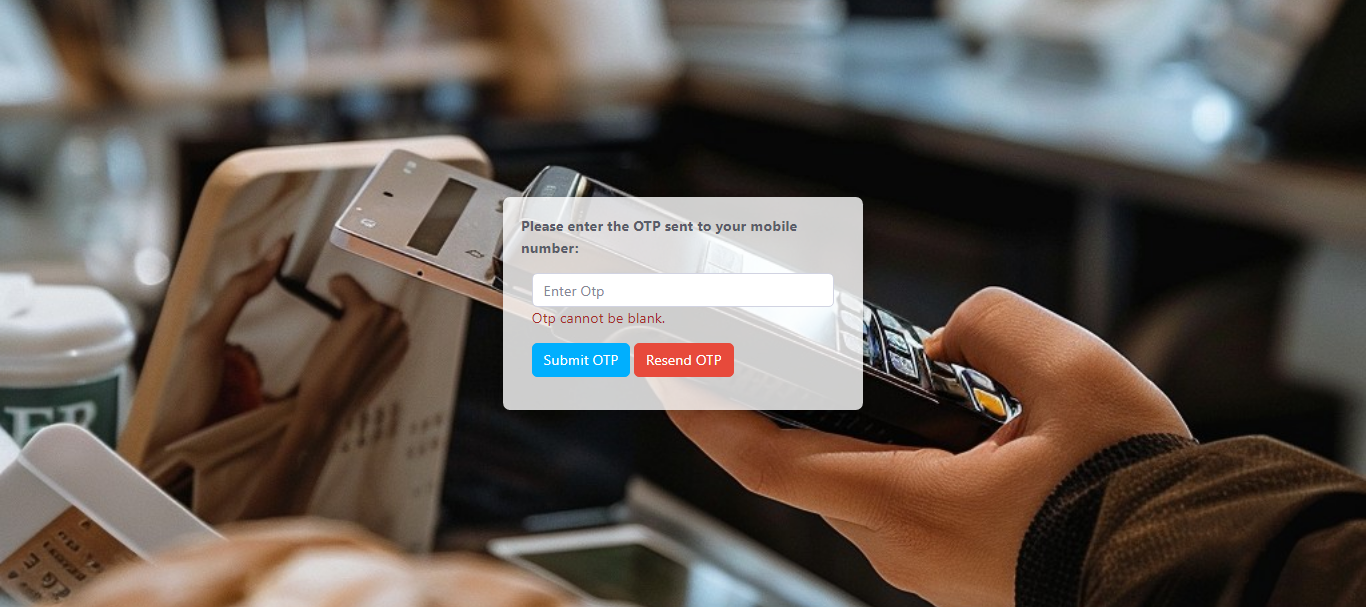 Please enter the OTP sent to your mobile
number:
Enter Otp
Otp cannot be blank.
Submit OTP
Resend OTP